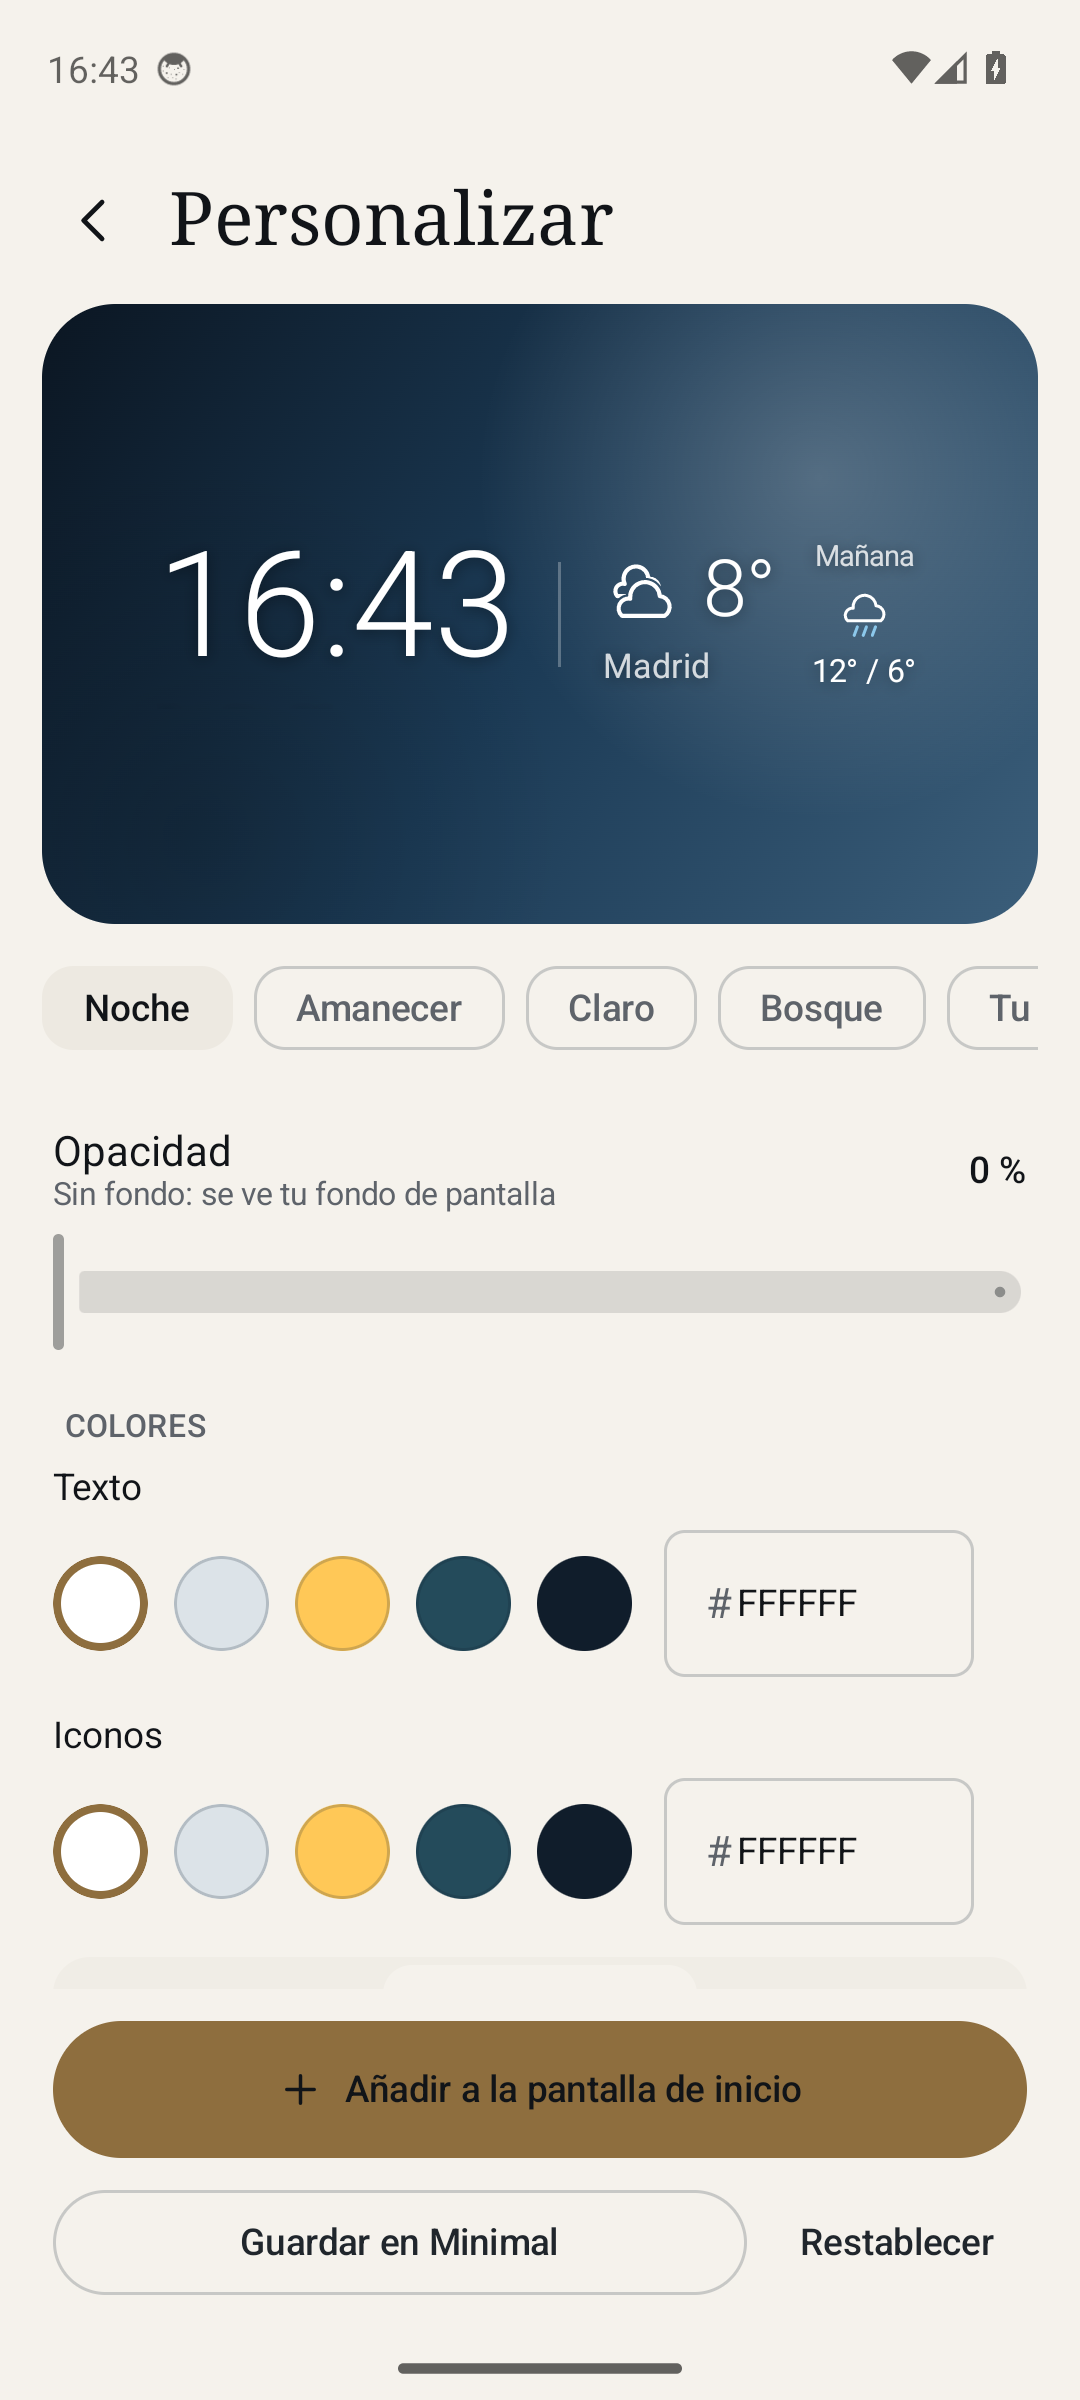 16:43
Personalizar
16:43
8°
Madrid
Mañana
12° / 6°
Noche
Amanecer
Claro
Bosque
Tu
Opacidad
Sin fondo: se ve tu fondo de pantalla
0 %
COLORES
Texto
#FFFFFF
Iconos
#FFFFFF
Añadir a la pantalla de inicio
Guardar en Minimal
Restablecer